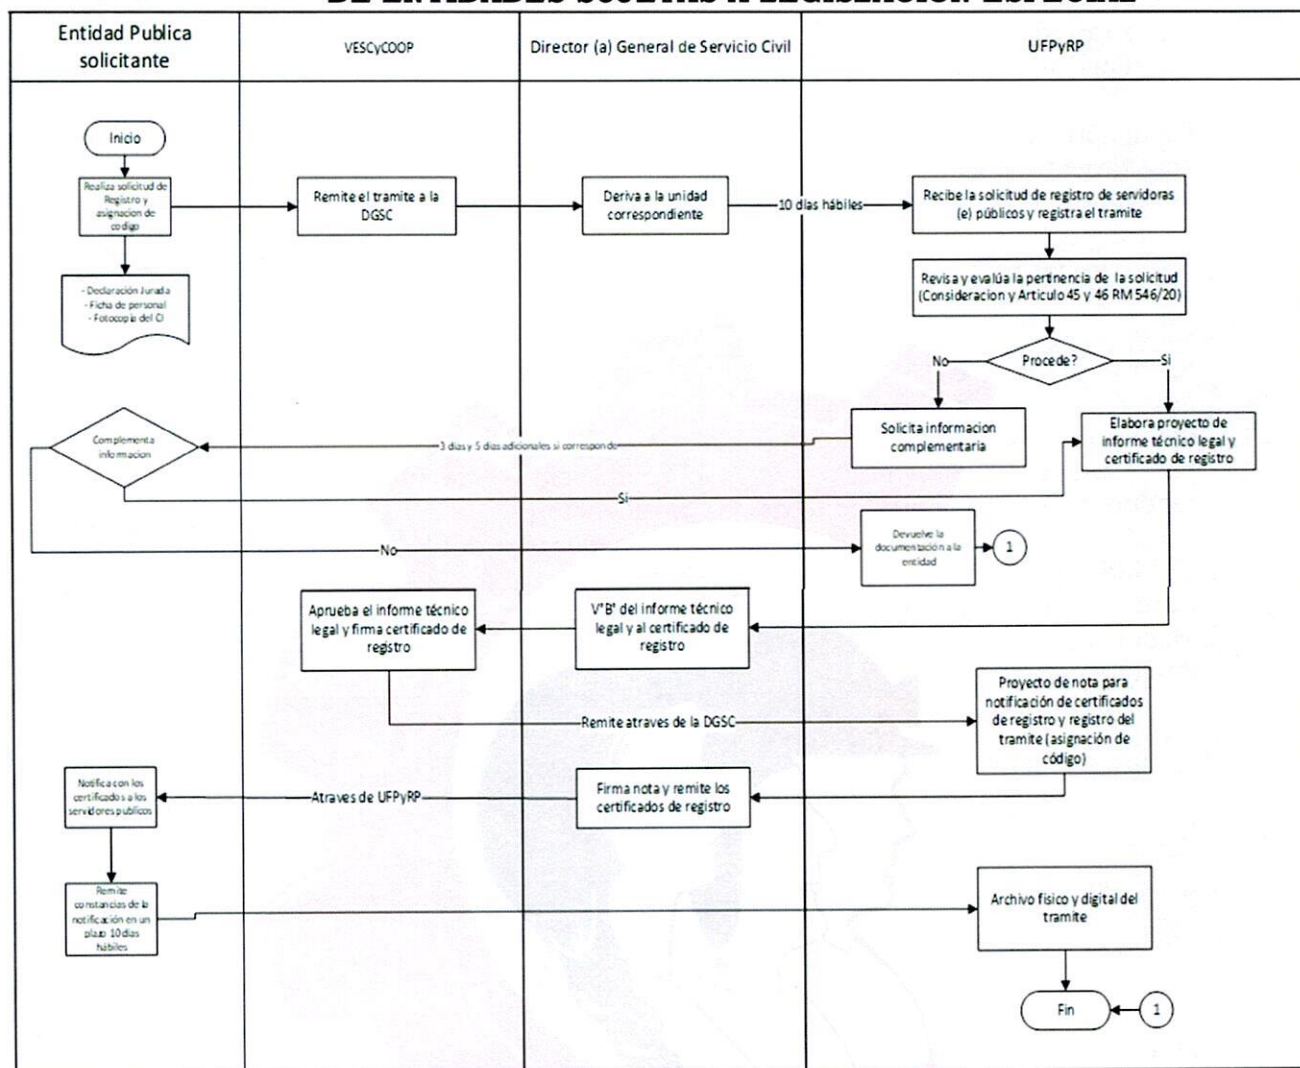 DE ENTIDADES SUJETAS A LEGISLACION ESPECIAL
Entidad Publica
solicitante
VESCyCOOP
Director (a) General de Servicio Civil
UFPyRP
Inicio
Realiza solicitud de
Registro y
asignacion de
codigo
Remite el tramite a la
DGSC
Deriva a la unidad
correspondiente
10 días hábiles
Recibe la solicitud de registro de servidoras
(e) públicos y registra el tramite
- Declaración Jurada
- Ficha de personal
- Fotocopia del CI
Revisa y evalúa la pertinencia de la solicitud
(Consideracion y Articulo 45 y 46 RM 546/20)
Procede?
No
Si
Complementa
informacion
3 dias y 5 dias adicionales si corresponde
Solicita informacion
complementaria
Elabora proyecto de
informe técnico legal y
certificado de registro
Si
No
Devuelve la
documentación a la
entidad
1
Aprueba el informe técnico
legal y firma certificado de
registro
V°B° del informe técnico
legal y al certificado de
registro
Remite atraves de la DGSC
Proyecto de nota para
notificación de certificados
de registro y registro del
tramite (asignación de
código)
Notifica con los
certificados a los
servidores publicos
Atraves de UFPyRP
Firma nota y remite los
certificados de registro
Remite
constancias de la
notificación en un
plazo 10 dias
hábiles
Archivo físico y digital del
tramite
Fin
1